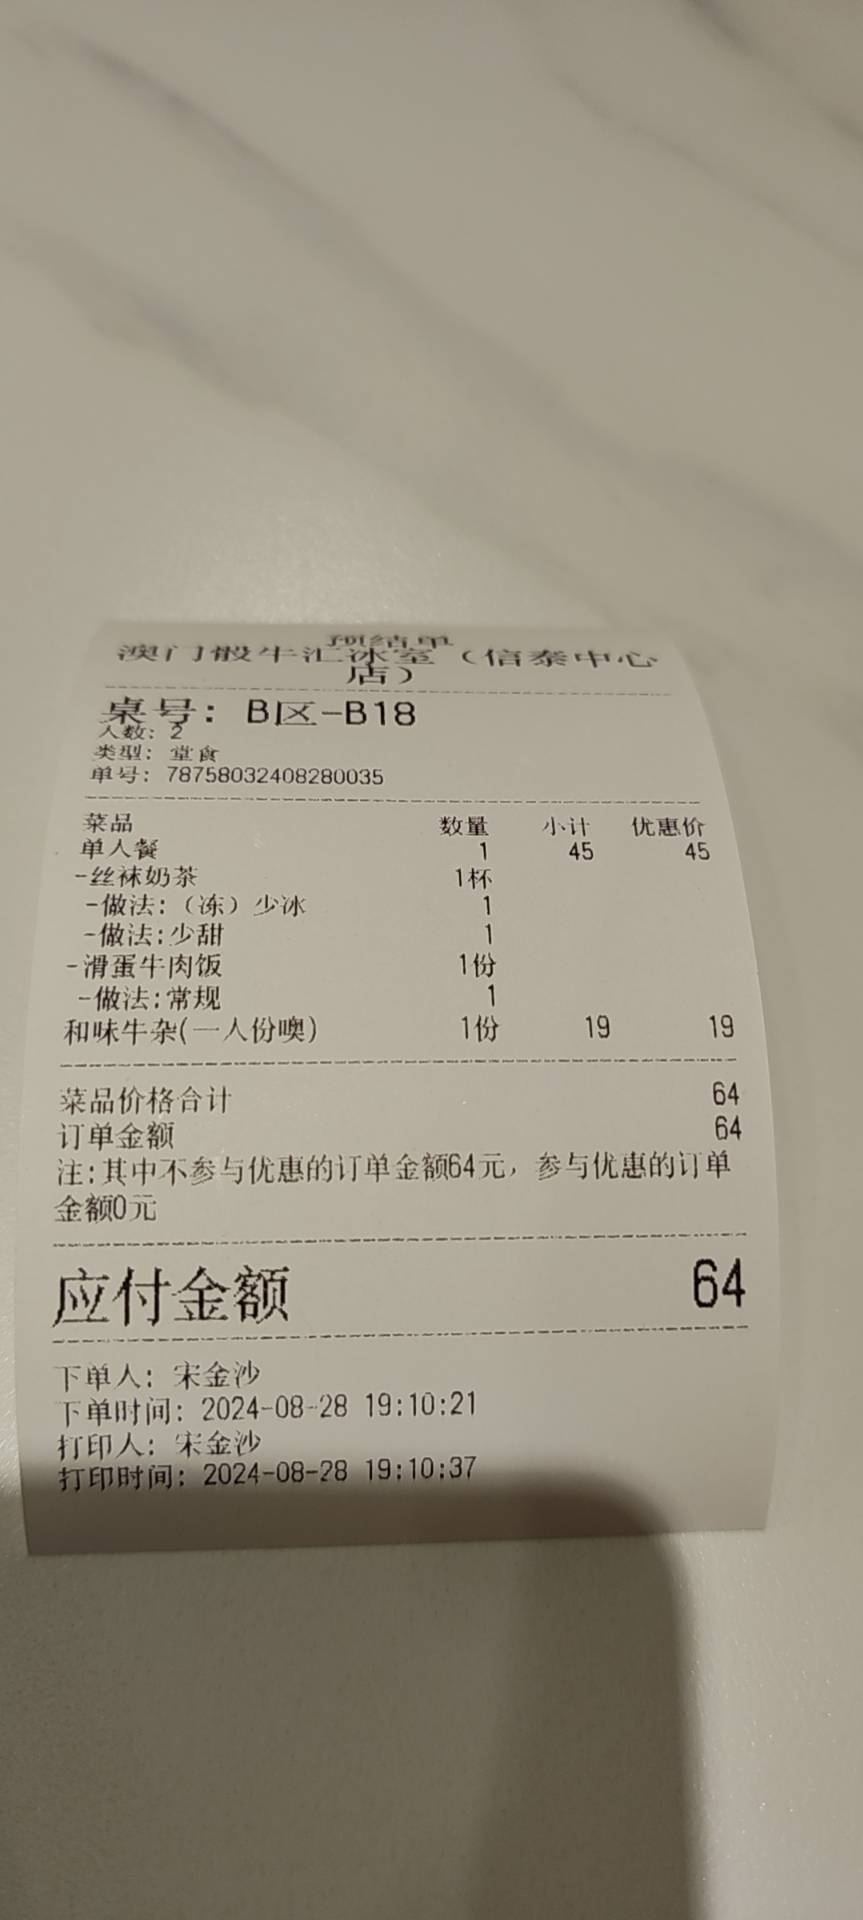 预结单
澳门骰牛汇冰室（信泰中心
店）
桌号: B区-B18
人数: 2
类型: 堂食
单号: 78758032408280035
菜品 数量 小计 优惠价
单人餐 1 45 45
-丝袜奶茶 1杯
-做法:（冻）少冰 1
-做法:少甜 1
-滑蛋牛肉饭 1份
-做法:常规 1
和味牛杂(一人份噢) 1份 19 19
菜品价格合计 64
订单金额 64
注:其中不参与优惠的订单金额64元，参与优惠的订单
金额0元
应付金额 64
下单人: 宋金沙
下单时间: 2024-08-28 19:10:21
打印人: 宋金沙
打印时间: 2024-08-28 19:10:37